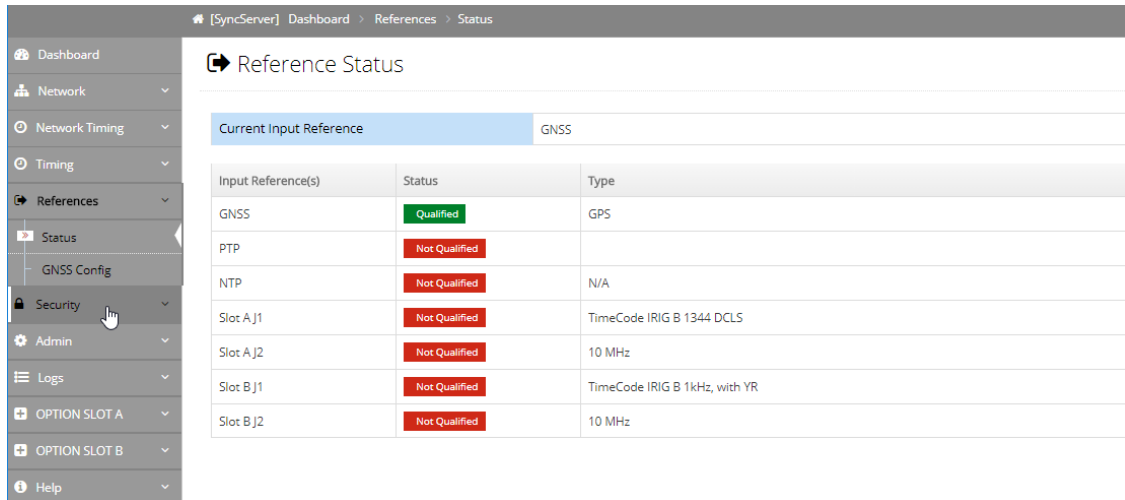 [SyncServer] Dashboard > References > Status
Dashboard
Network
Network Timing
Timing
References
Status
GNSS Config
Security
Admin
Logs
OPTION SLOT A
OPTION SLOT B
Help
Reference Status
Current Input Reference GNSS
Input Reference(s) Status Type
GNSS Qualified GPS
PTP Not Qualified
NTP Not Qualified N/A
Slot A J1 Not Qualified TimeCode IRIG B 1344 DCLS
Slot A J2 Not Qualified 10 MHz
Slot B J1 Not Qualified TimeCode IRIG B 1kHz, with YR
Slot B J2 Not Qualified 10 MHz